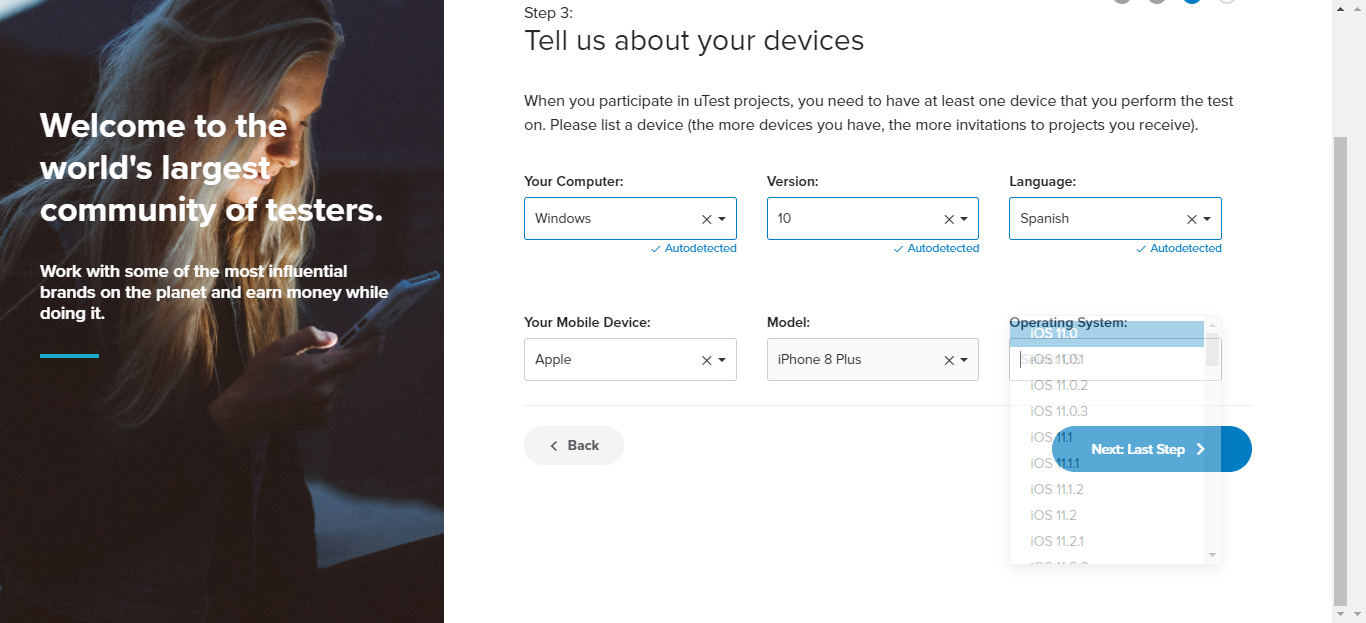 Welcome to the
world's largest
community of testers.
Work with some of the most influential
brands on the planet and earn money while
doing it.
Step 3:
Tell us about your devices
When you participate in uTest projects, you need to have at least one device that you perform the test
on. Please list a device (the more devices you have, the more invitations to projects you receive).
Your Computer:
Windows
Autodetected
Version:
10
Autodetected
Language:
Spanish
Autodetected
Your Mobile Device:
Apple
Model:
iPhone 8 Plus
Operating System:
iOS 11.0
iOS 11.0.1
iOS 11.0.2
iOS 11.0.3
iOS 11.1
iOS 11.1.1
iOS 11.1.2
iOS 11.2
iOS 11.2.1
Back
Next: Last Step